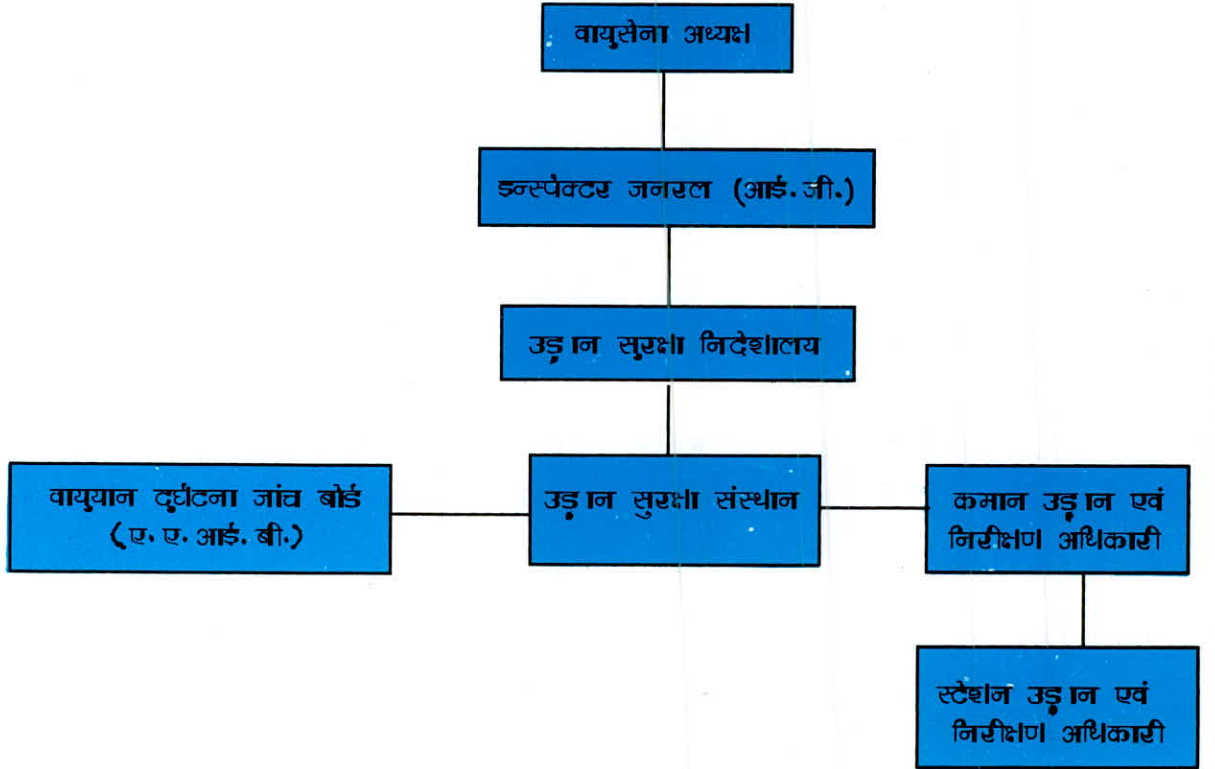 वायुसेना अध्यक्ष
इन्स्पेक्टर जनरल (आई.जी.)
उड़ान सुरक्षा निदेशालय
वायुयान दुर्घटना जांच बोर्ड
(ए.ए.आई.बी.)
उड़ान सुरक्षा संस्थान
कमान उड़ान एवं
निरीक्षण अधिकारी
स्टेशन उड़ान एवं
निरीक्षण अधिकारी